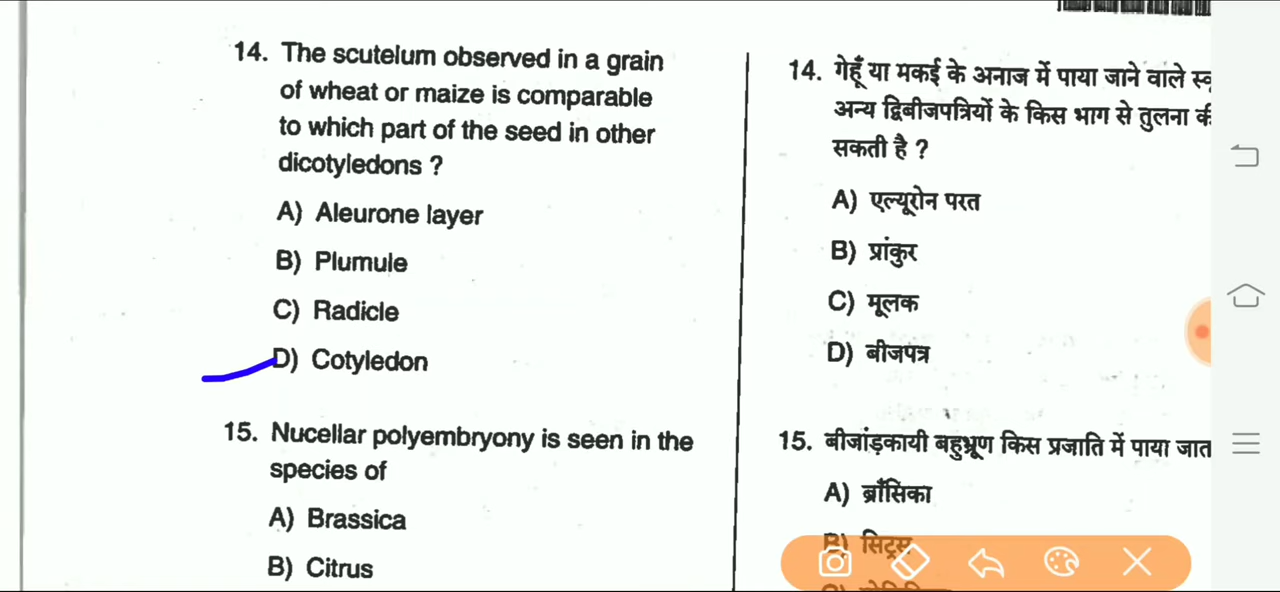 14. The scutelum observed in a grain
of wheat or maize is comparable
to which part of the seed in other
dicotyledons ?
A) Aleurone layer
B) Plumule
C) Radicle
D) Cotyledon
15. Nucellar polyembryony is seen in the
species of
A) Brassica
B) Citrus
14. गेहूँ या मकई के अनाज में पाया जाने वाले
अन्य द्विबीजपत्रियों के किस भाग से तुलना
सकती है ?
A) एल्यूरोन परत
B) प्रांकुर
C) मूलक
D) बीजपत्र
15. बीजांड़कायी बहुभ्रूण किस प्रजाति में पाया
A) ब्राँसिका
B) सिट्रस